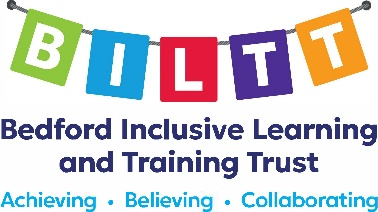 BILTT
Bedford Inclusive Learning
and Training Trust
Achieving • Believing • Collaborating